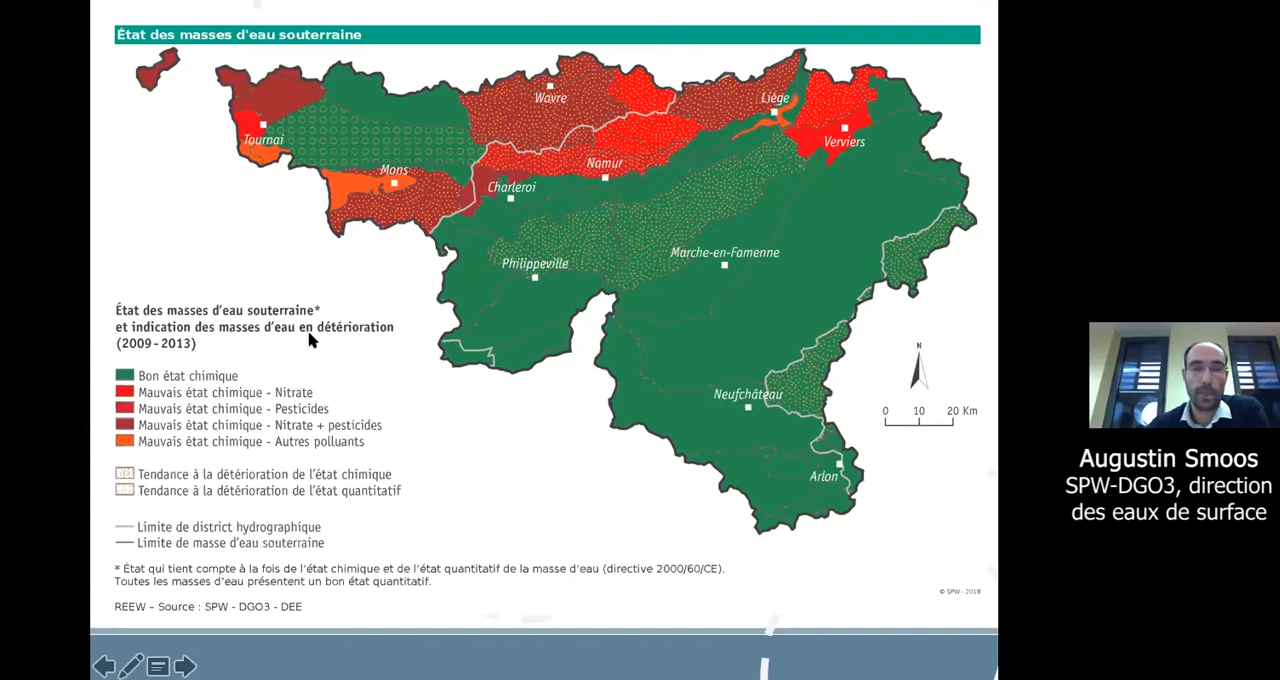 État des masses d'eau souterraine
Wavre
Liège
Tournai
Verviers
Mons
Namur
Charleroi
Marche-en-Famenne
Philippeville
État des masses d'eau souterraine*
et indication des masses d'eau en détérioration
(2009-2013)
Bon état chimique
Mauvais état chimique - Nitrate
Mauvais état chimique - Pesticides
Mauvais état chimique - Nitrate + pesticides
Mauvais état chimique - Autres polluants
Tendance à la détérioration de l'état chimique
Tendance à la détérioration de l'état quantitatif
Limite de district hydrographique
Limite de masse d'eau souterraine
N
0 10 20 Km
Neufchâteau
Arlon
* État qui tient compte à la fois de l'état chimique et de l'état quantitatif de la masse d'eau (directive 2000/60/CE).
Toutes les masses d'eau présentent un bon état quantitatif.
© SPW - 2018
REEW – Source : SPW - DGO3 - DEE
Augustin Smoos
SPW-DGO3, direction
des eaux de surface